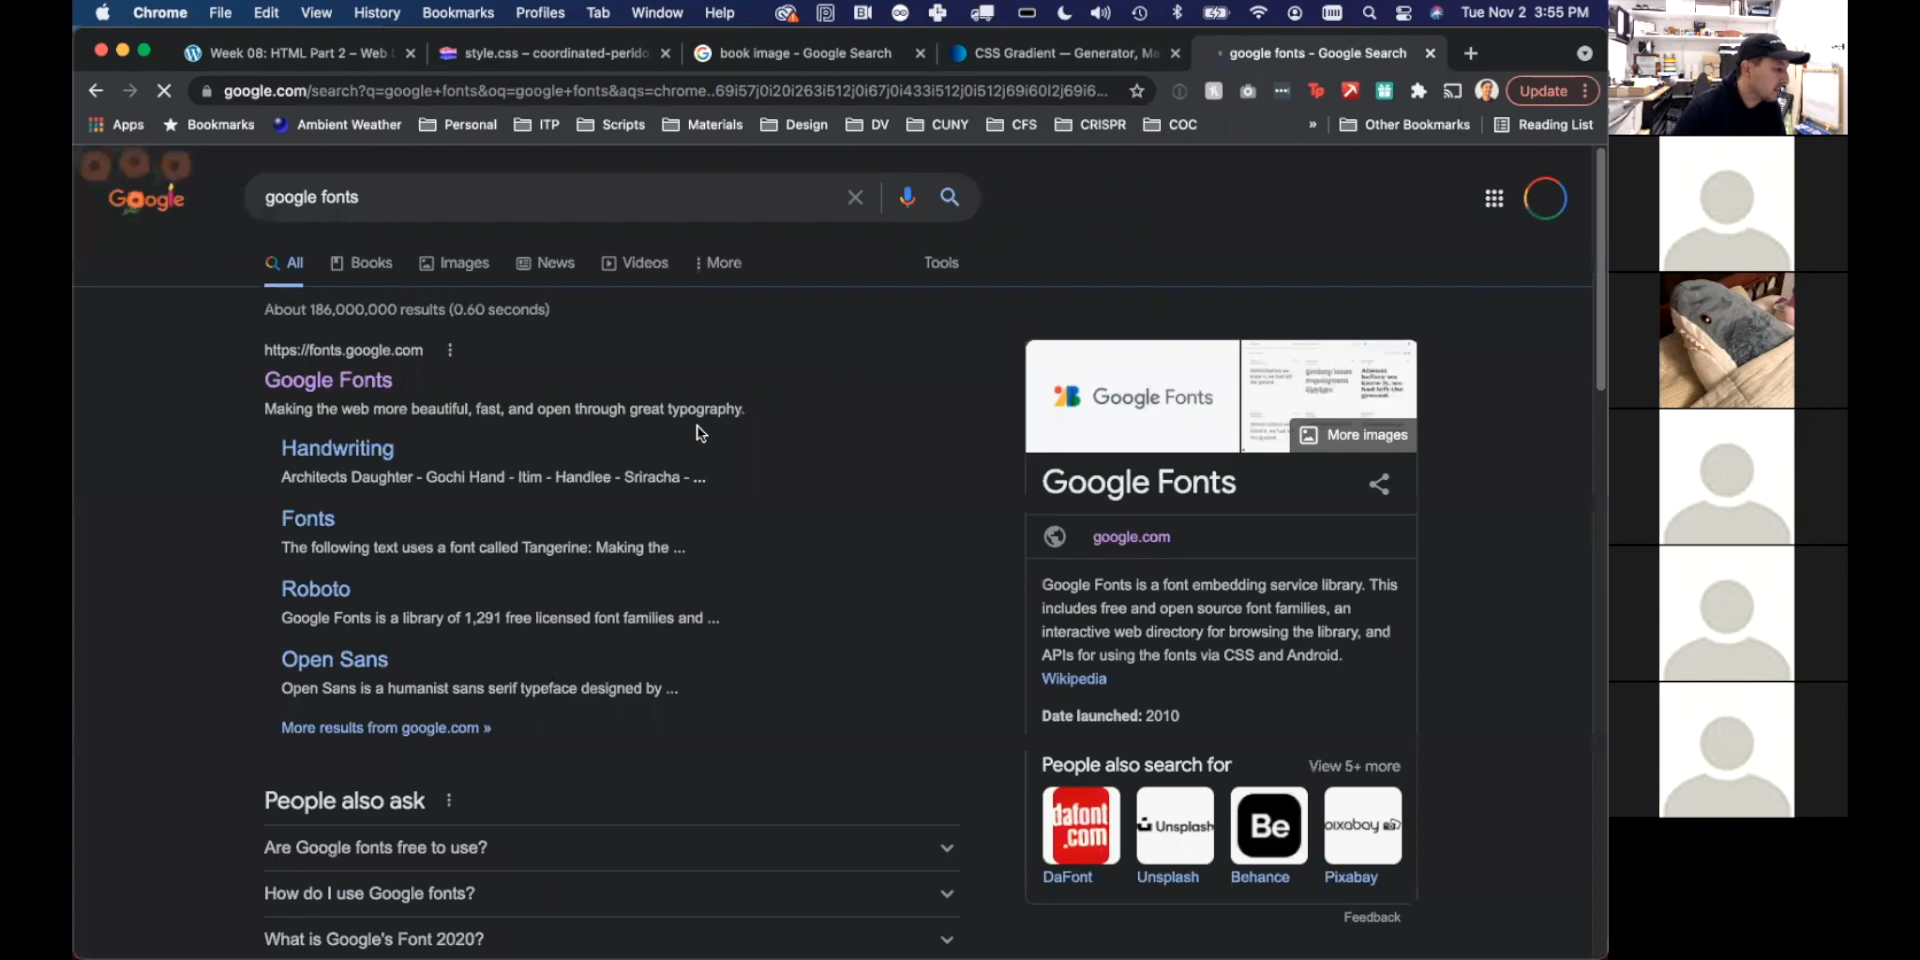 Chrome File Edit View History Bookmarks Profiles Tab Window Help Tue Nov 2 3:55 PM
Week 08: HTML Part 2 – Web style.css – coordinated-perido book image - Google Search CSS Gradient — Generator, Ma google fonts - Google Search
google.com/search?q=google+fonts&oq=google+fonts&aqs=chrome..69i57j0i20i263i512j0i67j0i433i512j0i512j69i60l2j69i6... Update
Apps Bookmarks Ambient Weather Personal ITP Scripts Materials Design DV CUNY CFS CRISPR COC » Other Bookmarks Reading List
Google
google fonts
All Books Images News Videos More Tools
About 186,000,000 results (0.60 seconds)
https://fonts.google.com
Google Fonts
Making the web more beautiful, fast, and open through great typography.
Handwriting
Architects Daughter - Gochi Hand - Itim - Handlee - Sriracha - ...
Fonts
The following text uses a font called Tangerine: Making the ...
Roboto
Google Fonts is a library of 1,291 free licensed font families and ...
Open Sans
Open Sans is a humanist sans serif typeface designed by ...
More results from google.com »
People also ask
Are Google fonts free to use?
How do I use Google fonts?
What is Google's Font 2020?
Google Fonts
More images
Google Fonts
google.com
Google Fonts is a font embedding service library. This
includes free and open source font families, an
interactive web directory for browsing the library, and
APIs for using the fonts via CSS and Android.
Wikipedia
Date launched: 2010
People also search for View 5+ more
dafont
.com
Unsplash
Bē
pixabay
DaFont Unsplash Behance Pixabay
Feedback